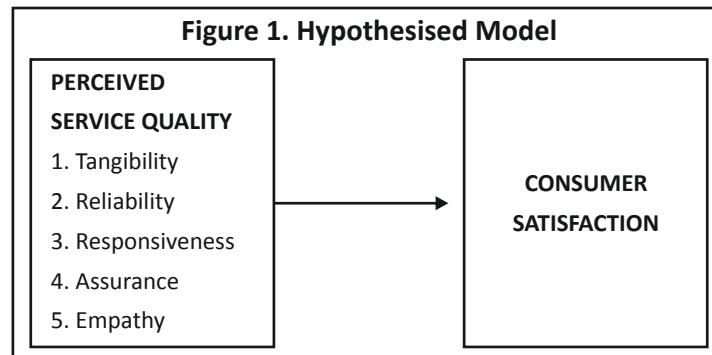 Figure 1. Hypothesised Model
PERCEIVED
SERVICE QUALITY
1. Tangibility
2. Reliability
3. Responsiveness
4. Assurance
5. Empathy
CONSUMER
SATISFACTION